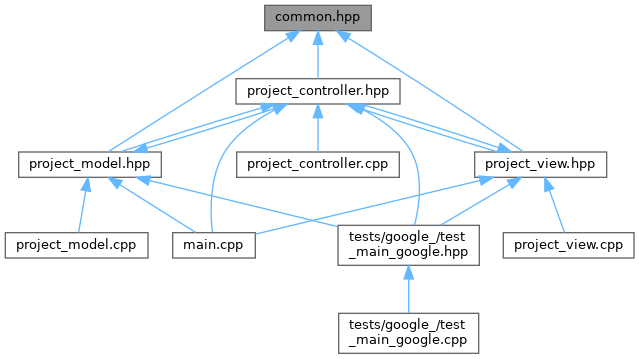 common.hpp
project_controller.hpp
project_model.hpp
project_controller.cpp
project_view.hpp
project_model.cpp
main.cpp
tests/google_/test
_main_google.hpp
project_view.cpp
tests/google_/test
_main_google.cpp